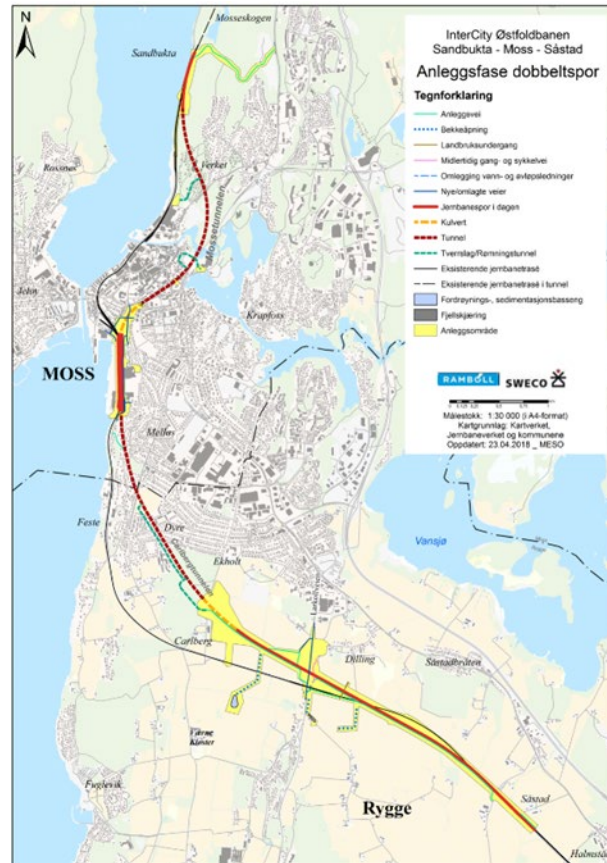 InterCity Østfoldbanen
Sandbukta - Moss - Såstad
Anleggsfase dobbeltspor
Tegnforklaring
Anleggsvei
Bekkeåpning
Landbruksundergang
Midlertidig gang- og sykkelvei
Omlegging vann- og avløpsledninger
Nye/omlagte veier
Jernbanespor i dagen
Kulvert
Tunnel
Tverrslag/Rømningstunnel
Eksisterende jernbanetrasé
Eksisterende jernbanetrasé i tunnel
Fordrøynings-, sedimentasjonsbasseng
Fjellskjæring
Anleggsområde
RAMBOLL SWECO
Målestokk: 1:30 000 (i A4-format)
Kartgrunnlag: Kartverket,
Jernbaneverket og kommunene
Oppdatert: 23.04.2018 _ MESO
N
Mosseskogen
Sandbukta
Rossnes
Verket
Mossetunnelen
Jeløy
Krapfoss
MOSS
Melløs
Feste
Dyre
Carlbergtunnelen
Ekholt
Vansjø
Larkollveien
Carlberg
Dilling
Såstadbråten
Værne
Kloster
Fuglevik
Rygge
Såstad
Halmstad